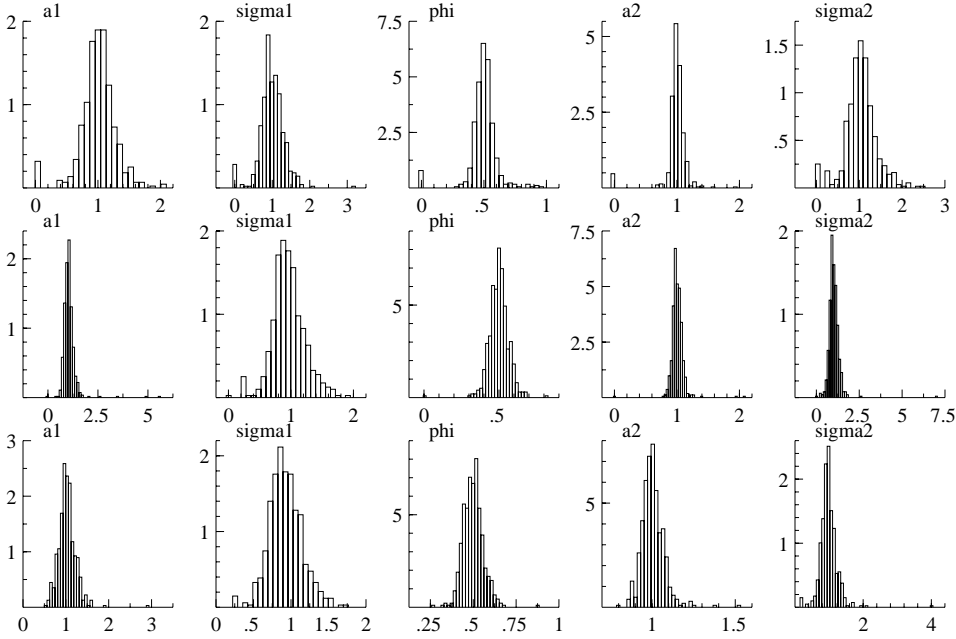 a1 sigma1 phi a2 sigma2
2 2 7.5 5 1.5
1 1 5 2.5 1
2.5 .5
0 1 2 0 1 2 3 0 .5 1 0 1 2 0 1 2 3
a1 sigma1 phi a2 sigma2
2 2 5 7.5 2
1 1 5 1
2.5
0 2.5 5 0 1 2 0 .5 1 0 1 2 0 2.5 5 7.5
a1 sigma1 phi a2 sigma2
3 2 5 5 2
2 1 1
1
0 1 2 3 0 .5 1 1.5 2 .25 .5 .75 1 1 1.5 2 4